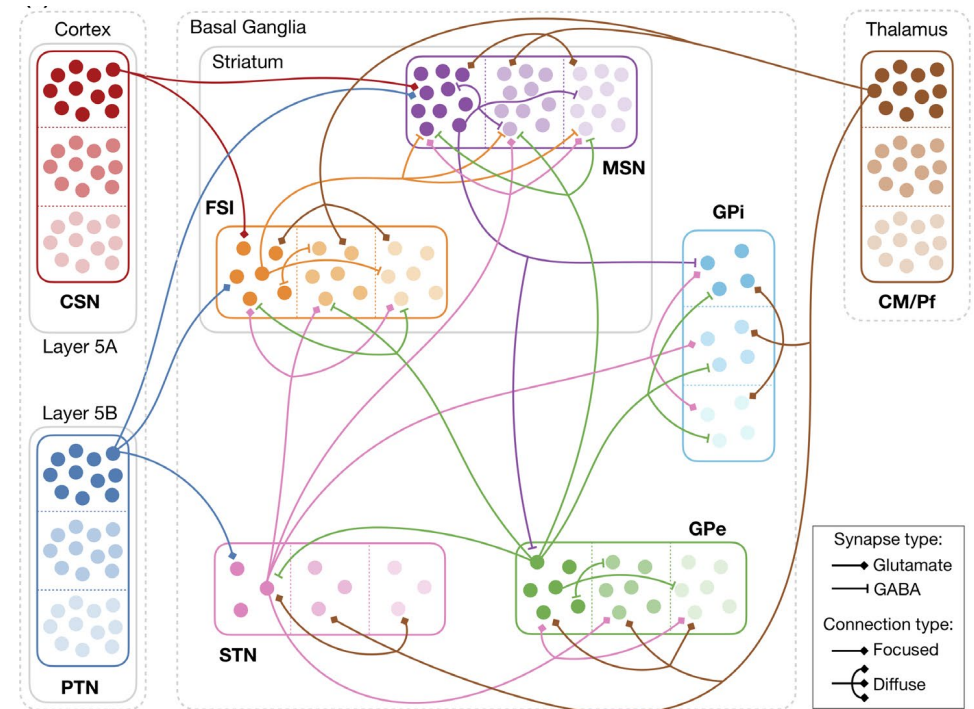 Cortex
Basal Ganglia
Thalamus
Striatum
MSN
FSI
GPi
CSN
CM/Pf
Layer 5A
Layer 5B
GPe
Synapse type:
Glutamate
GABA
Connection type:
Focused
Diffuse
STN
PTN